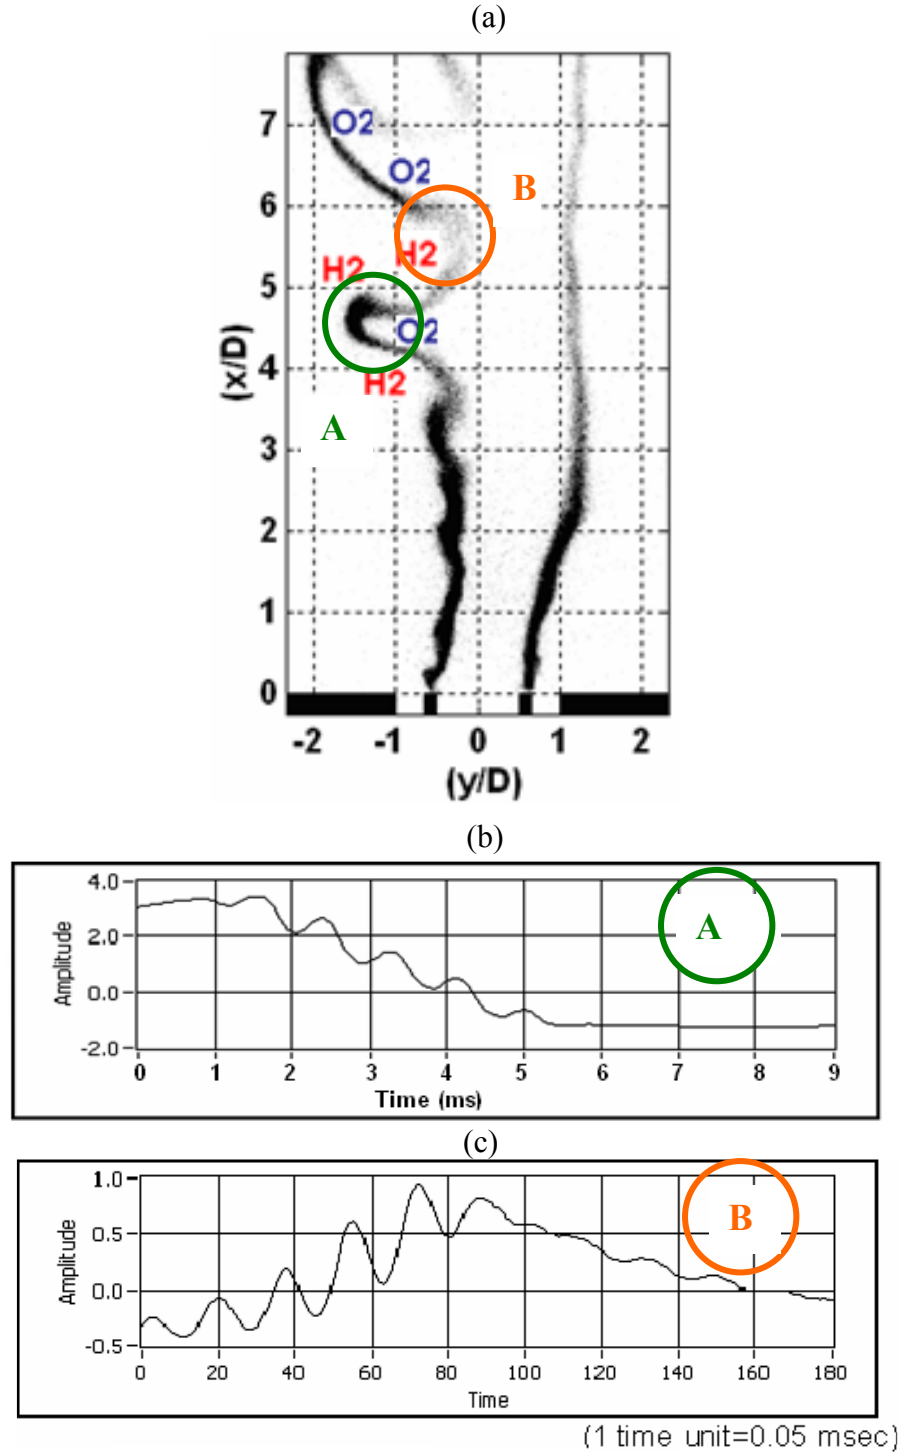 (a)
7
O2
O2
6
B
H2
H2
5
O2
4
H2
A
3
2
1
0
(x/D)
-2 -1 0 1 2
(y/D)
(b)
4.0
2.0
0.0
-2.0
Amplitude
A
0 1 2 3 4 5 6 7 8 9
Time (ms)
(c)
1.0
0.5
0.0
-0.5
Amplitude
B
0 20 40 60 80 100 120 140 160 180
Time
(1 time unit=0.05 msec)